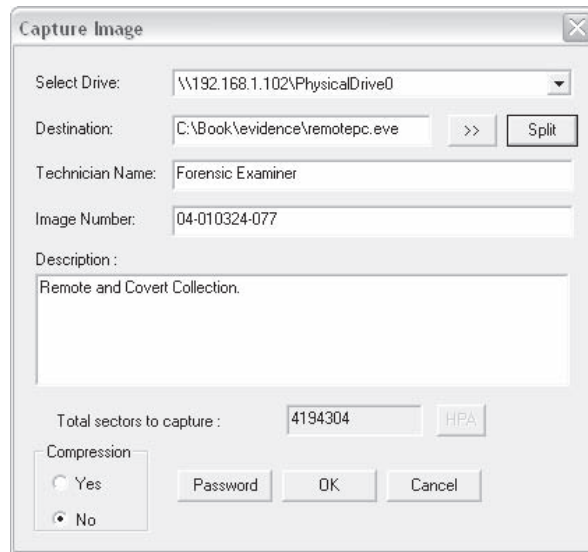 Capture Image
Select Drive: \\192.168.1.102\PhysicalDrive0
Destination: C:\Book\evidence\remotepc.eve >> Split
Technician Name: Forensic Examiner
Image Number: 04-010324-077
Description :
Remote and Covert Collection.
Total sectors to capture : 4194304 HPA
Compression
Yes Password OK Cancel
No